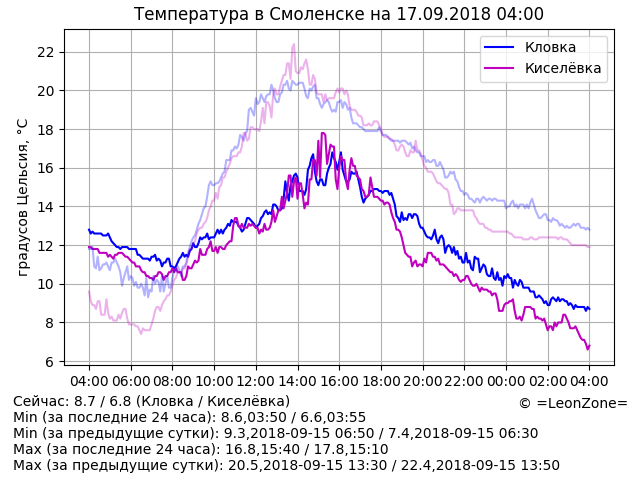 Температура в Смоленске на 17.09.2018 04:00
Кловка
Киселёвка
градусов Цельсия, °C
22
20
18
16
14
12
10
8
6
04:00 06:00 08:00 10:00 12:00 14:00 16:00 18:00 20:00 22:00 00:00 02:00 04:00
Сейчас: 8.7 / 6.8 (Кловка / Киселёвка)
© =LeonZone=
Min (за последние 24 часа): 8.6,03:50 / 6.6,03:55
Min (за предыдущие сутки): 9.3,2018-09-15 06:50 / 7.4,2018-09-15 06:30
Max (за последние 24 часа): 16.8,15:40 / 17.8,15:10
Max (за предыдущие сутки): 20.5,2018-09-15 13:30 / 22.4,2018-09-15 13:50